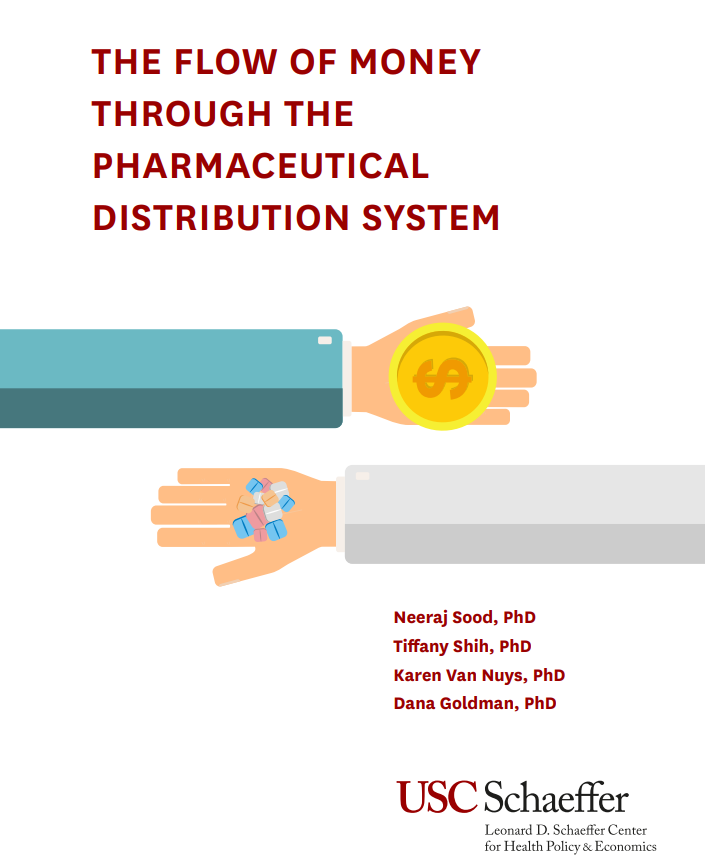 THE FLOW OF MONEY
THROUGH THE
PHARMACEUTICAL
DISTRIBUTION SYSTEM
$
Neeraj Sood, PhD
Tiffany Shih, PhD
Karen Van Nuys, PhD
Dana Goldman, PhD
USC Schaeffer
Leonard D. Schaeffer Center
for Health Policy & Economics